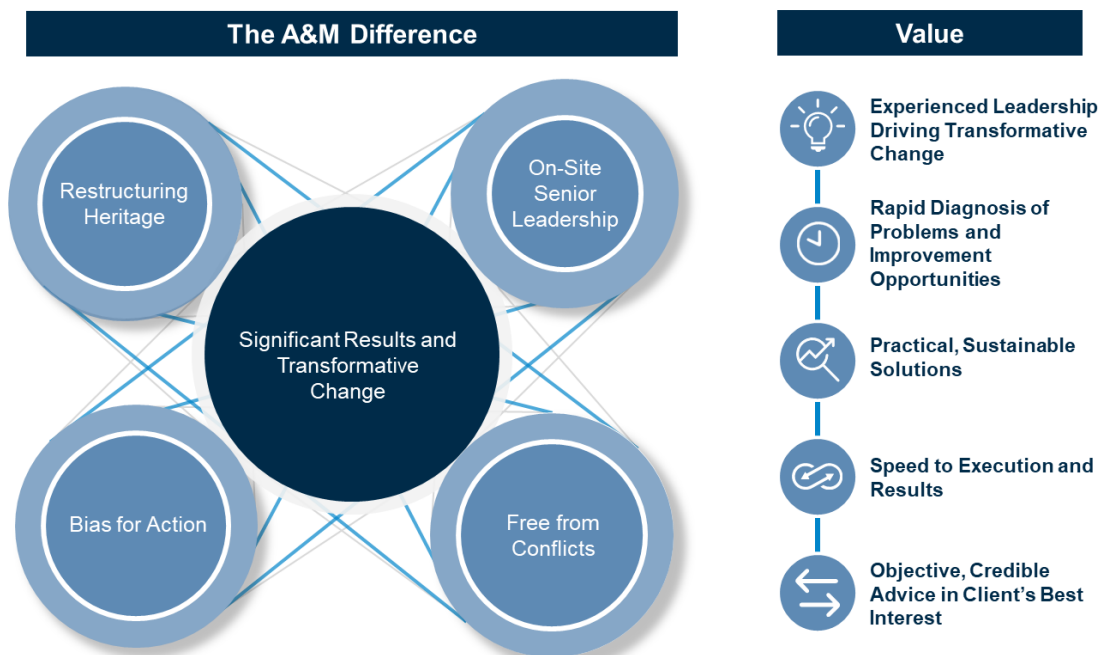 The A&M Difference
Restructuring
Heritage
On-Site
Senior
Leadership
Significant Results and
Transformative
Change
Bias for Action
Free from
Conflicts
Value
Experienced Leadership
Driving Transformative
Change
Rapid Diagnosis of
Problems and
Improvement
Opportunities
Practical, Sustainable
Solutions
Speed to Execution and
Results
Objective, Credible
Advice in Client’s Best
Interest